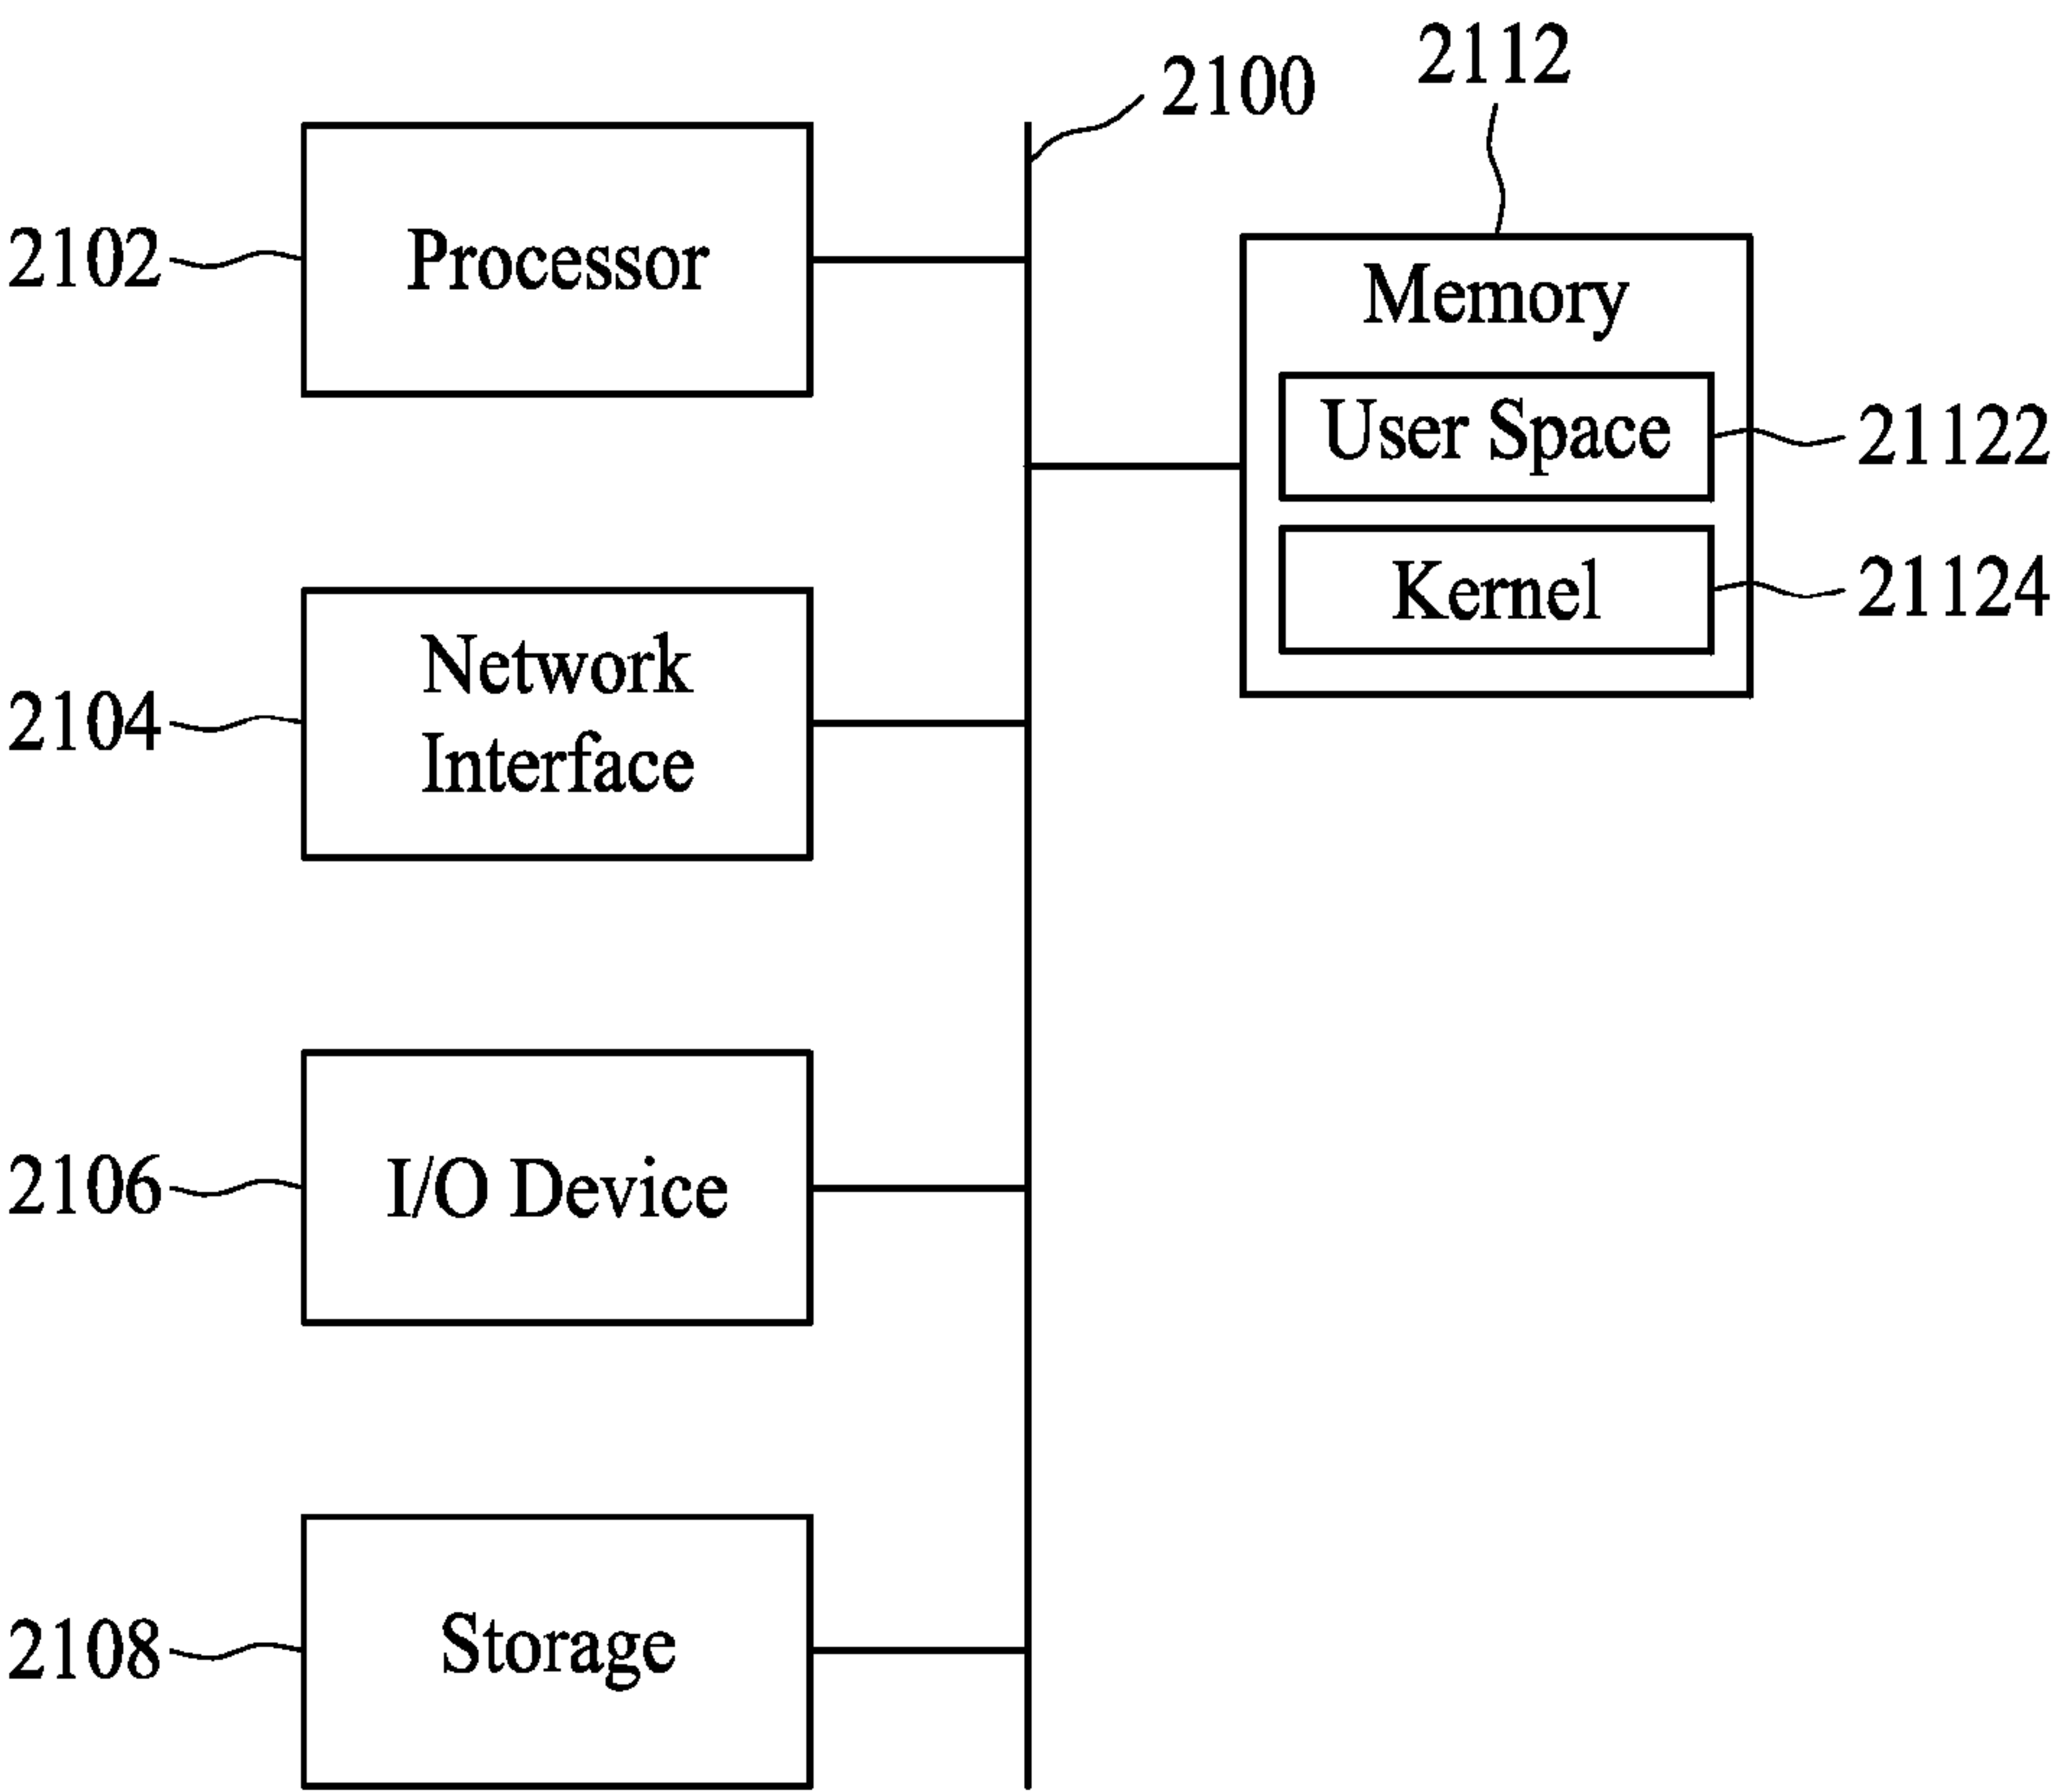 2112
2100
2102
Processor
Memory
User Space
21122
Kernel
21124
2104
Network
Interface
2106
I/O Device
2108
Storage